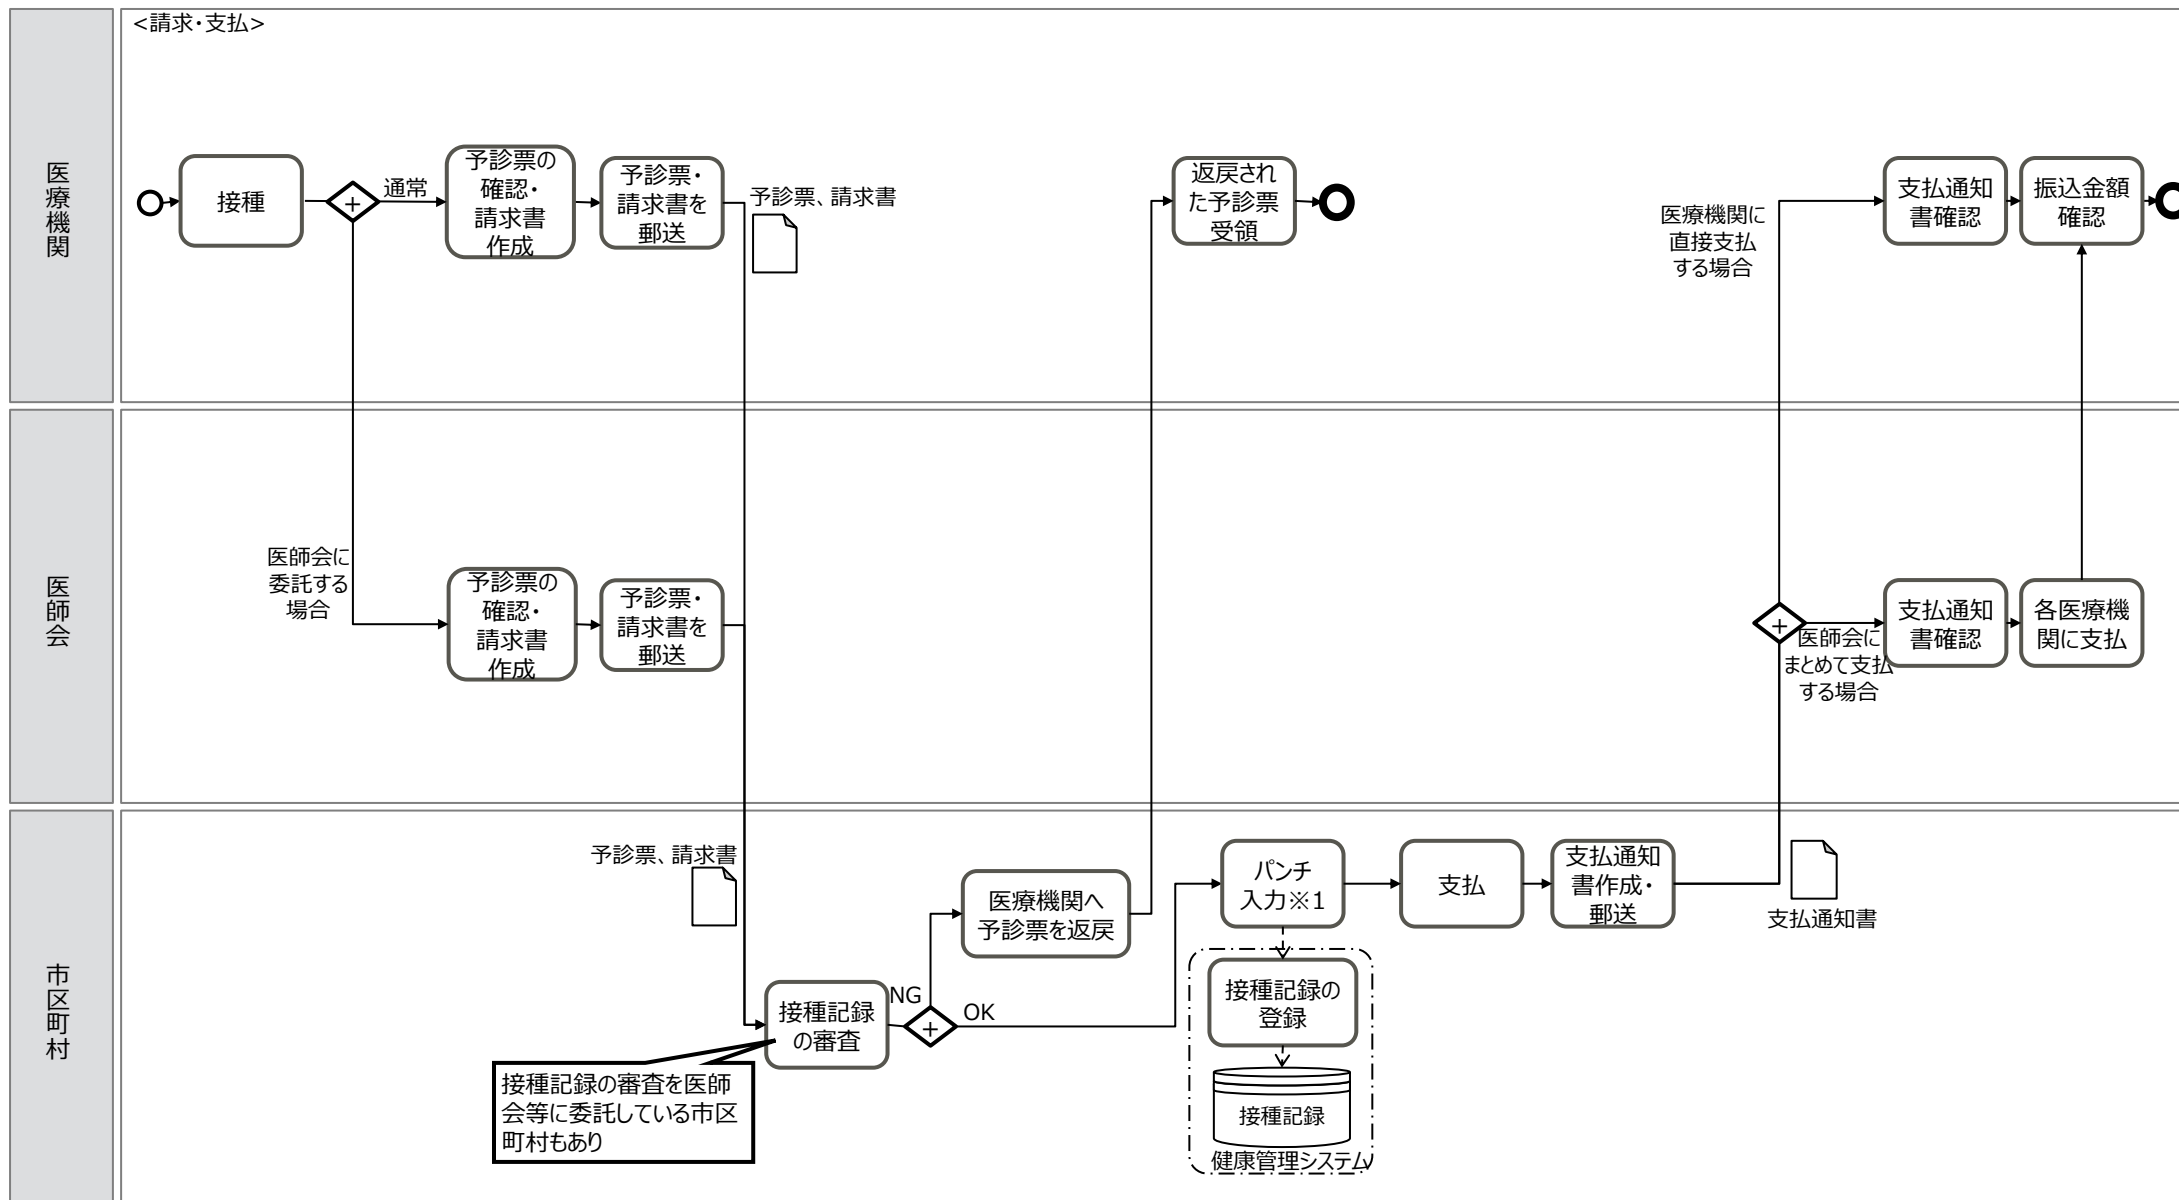 <請求・支払>
医療機関
接種
+
通常
予診票の
確認・
請求書
作成
予診票・
請求書を
郵送
予診票、請求書
返戻され
た予診票
受領
医療機関に
直接支払
する場合
支払通知
書確認
振込金額
確認
医師会
医師会に
委託する
場合
予診票の
確認・
請求書
作成
予診票・
請求書を
郵送
+
医師会に
まとめて支払
する場合
支払通知
書確認
各医療機
関に支払
市区町村
予診票、請求書
接種記録
の審査
接種記録の審査を医師
会等に委託している市区
町村もあり
NG
+
OK
医療機関へ
予診票を返戻
パンチ
入力※1
支払
支払通知
書作成・
郵送
支払通知書
接種記録の
登録
接種記録
健康管理システム